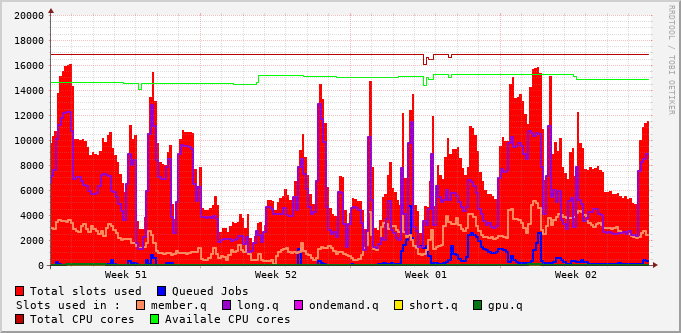 20000
18000
16000
14000
12000
10000
8000
6000
4000
2000
0
Week 51 Week 52 Week 01 Week 02
Total slots used Queued Jobs
Slots used in : member.q long.q ondemand.q short.q gpu.q
Total CPU cores Availale CPU cores
RRDTOOL / TOBI OETIKER